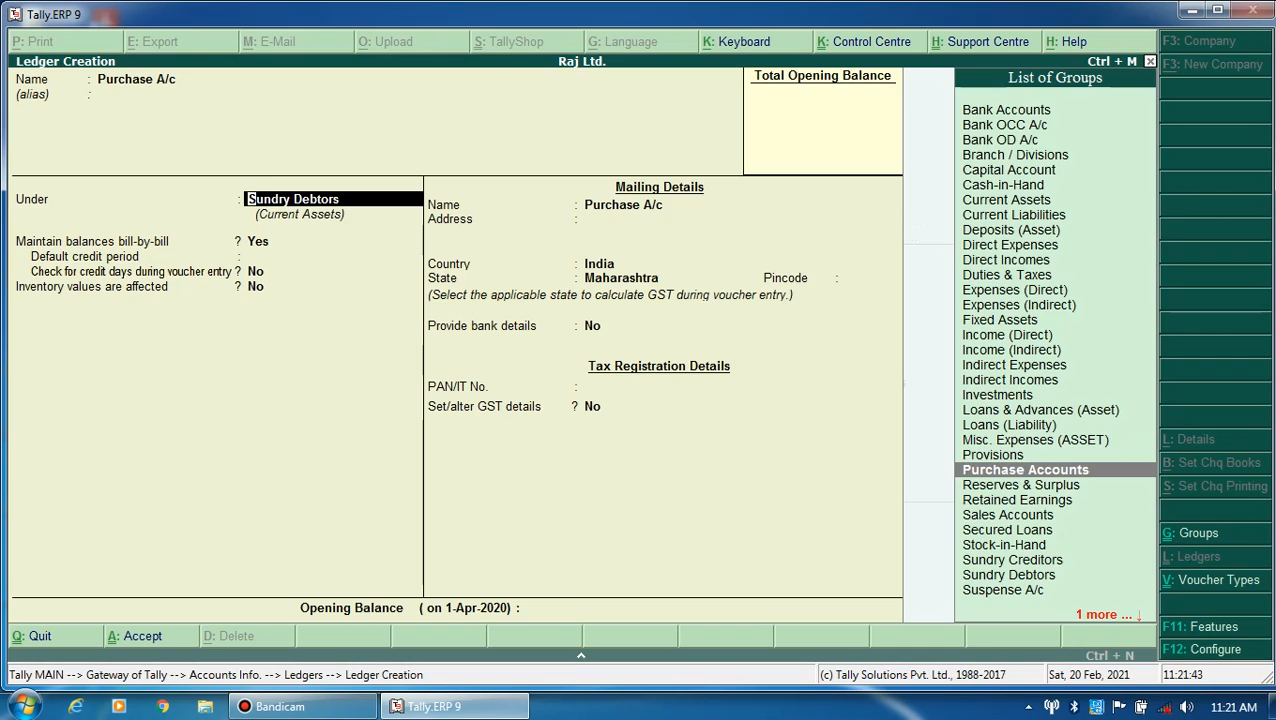 Tally.ERP 9
P: Print E: Export M: E-Mail O: Upload S: TallyShop G: Language K: Keyboard K: Control Centre H: Support Centre H: Help
F3: Company
Ledger Creation Raj Ltd. Ctrl + M
F3: New Company
Name : Purchase A/c
(alias) :
Total Opening Balance
Under : Sundry Debtors
(Current Assets)
Maintain balances bill-by-bill ? Yes
Default credit period :
Check for credit days during voucher entry ? No
Inventory values are affected ? No
Mailing Details
Name : Purchase A/c
Address :
Country : India
State : Maharashtra Pincode :
(Select the applicable state to calculate GST during voucher entry.)
Provide bank details : No
Tax Registration Details
PAN/IT No. :
Set/alter GST details ? No
Opening Balance ( on 1-Apr-2020) :
List of Groups
Bank Accounts
Bank OCC A/c
Bank OD A/c
Branch / Divisions
Capital Account
Cash-in-Hand
Current Assets
Current Liabilities
Deposits (Asset)
Direct Expenses
Direct Incomes
Duties & Taxes
Expenses (Direct)
Expenses (Indirect)
Fixed Assets
Income (Direct)
Income (Indirect)
Indirect Expenses
Indirect Incomes
Investments
Loans & Advances (Asset)
Loans (Liability)
Misc. Expenses (ASSET)
Provisions
Purchase Accounts
Reserves & Surplus
Retained Earnings
Sales Accounts
Secured Loans
Stock-in-Hand
Sundry Creditors
Sundry Debtors
Suspense A/c
1 more ... ↓
L: Details
B: Set Chq Books
S: Set Chq Printing
G: Groups
L: Ledgers
V: Voucher Types
F11: Features
F12: Configure
Q: Quit A: Accept D: Delete
Ctrl + N
Tally MAIN --> Gateway of Tally --> Accounts Info. --> Ledgers --> Ledger Creation (c) Tally Solutions Pvt. Ltd., 1988-2017 Sat, 20 Feb, 2021 11:21:43
Bandicam Tally.ERP 9 11:21 AM